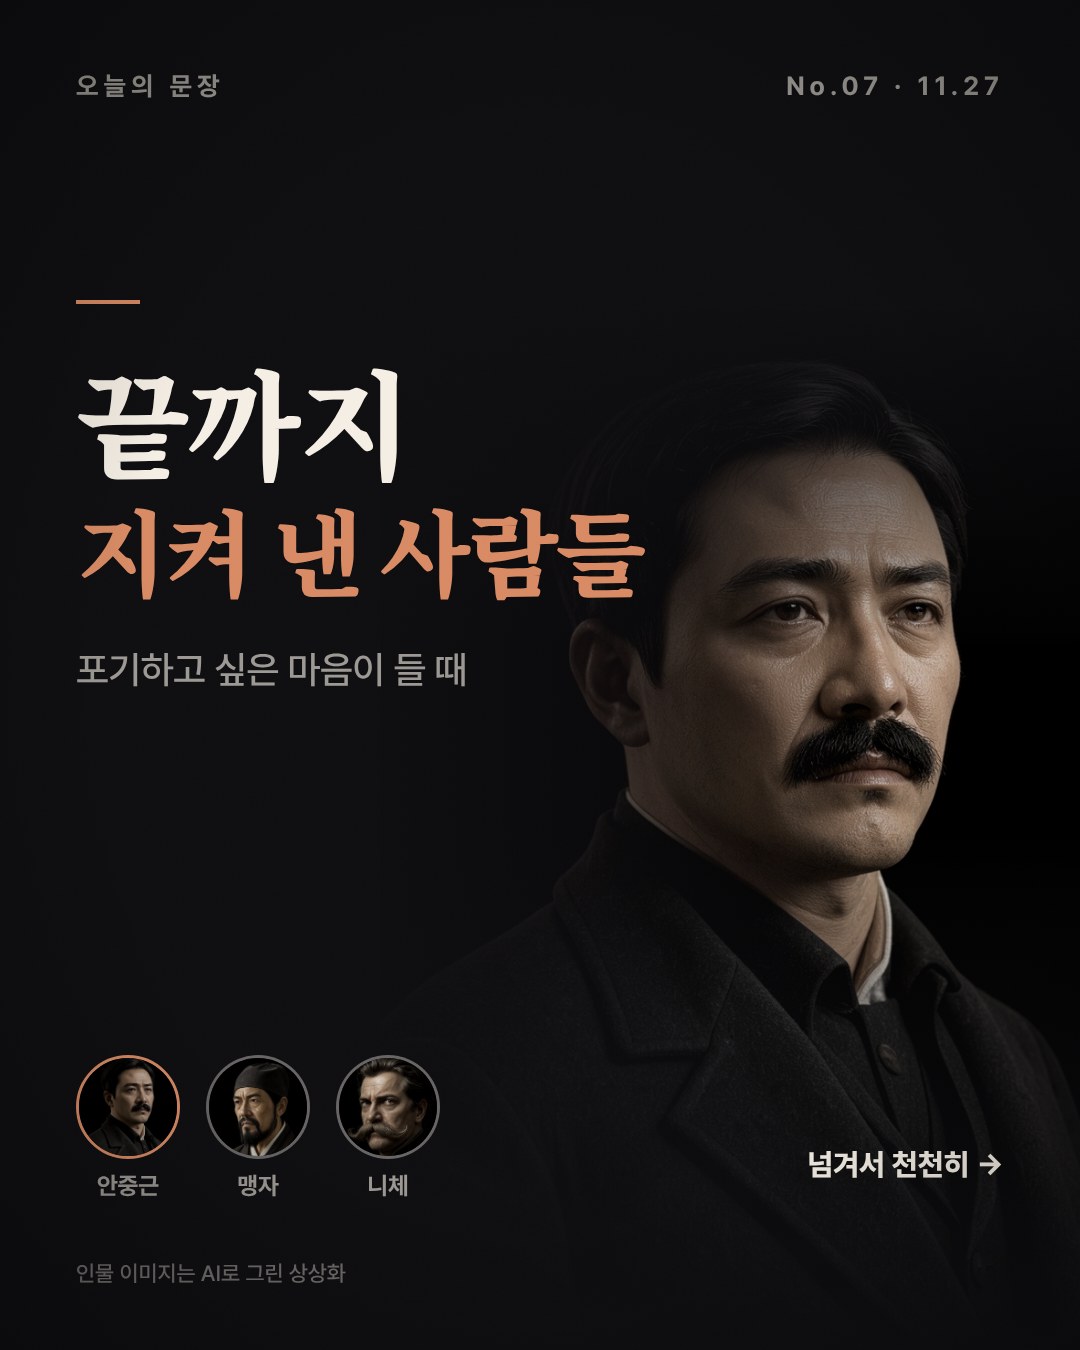 오늘의 문장
No.07 · 11.27
끝까지
지켜 낸 사람들
포기하고 싶은 마음이 들 때
안중근
맹자
니체
넘겨서 천천히 →
인물 이미지는 AI로 그린 상상화